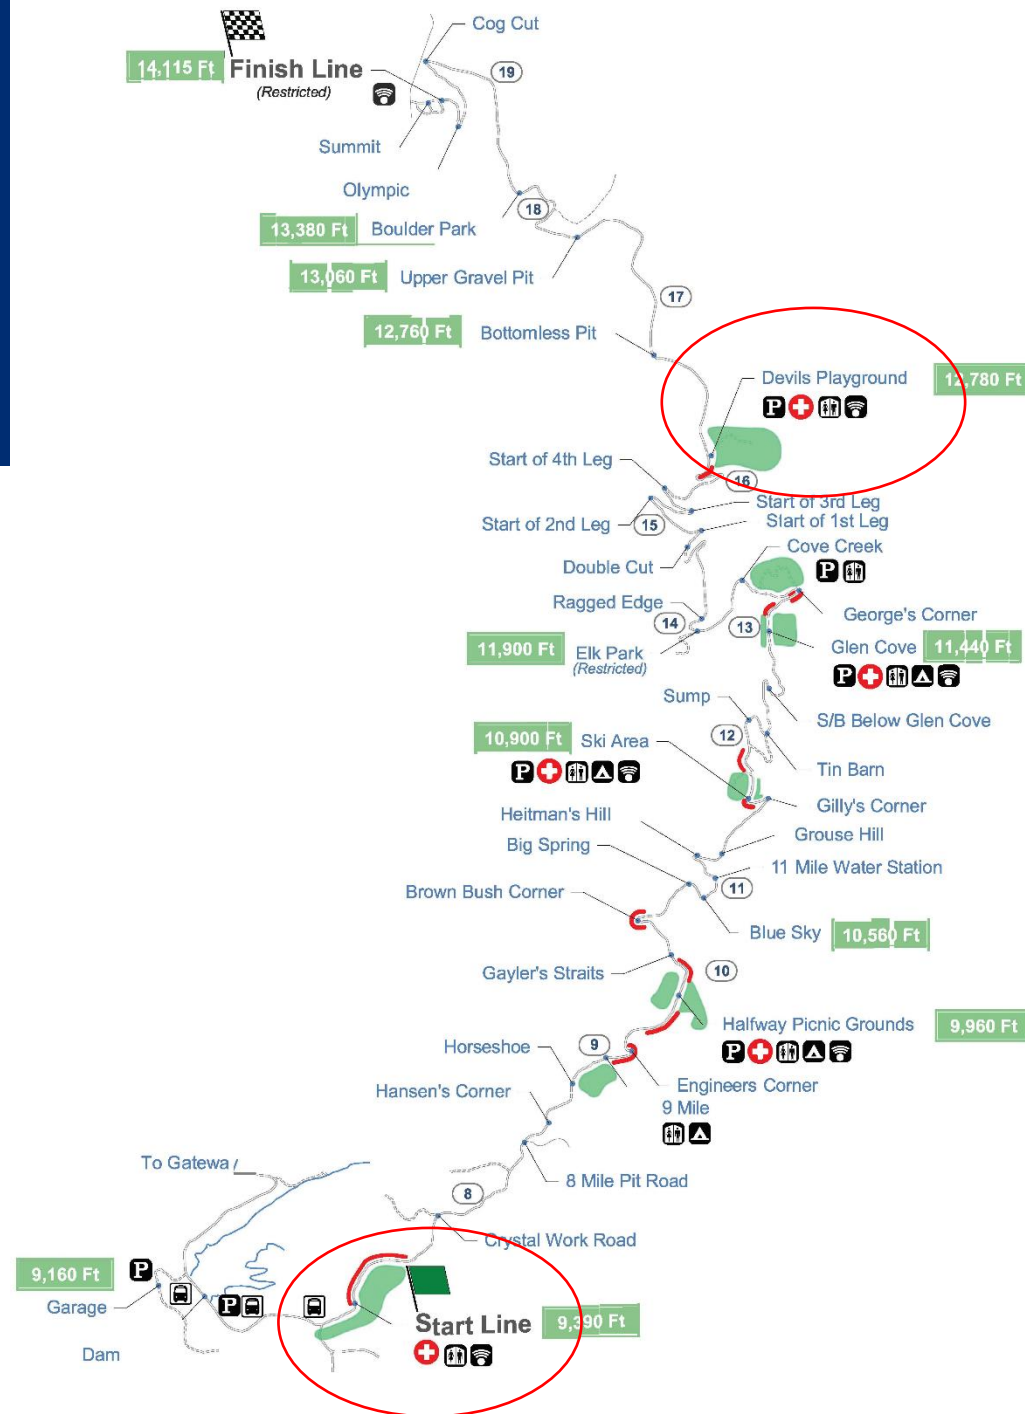 Cog Cut
19
14,115 Ft Finish Line
(Restricted)
Summit
Olympic
18
13,380 Ft Boulder Park
13,060 Ft Upper Gravel Pit
17
12,760 Ft Bottomless Pit
Devils Playground 12,780 Ft
P
Start of 4th Leg
16
Start of 3rd Leg
Start of 2nd Leg 15 Slart of 1st Leg
Cove Creek
Double Cut
P
Ragged Edge
George's Corner
14 13
11,900 Ft Elk Park
(Restricted)
Glen Cove 11,440 Ft
P
Sump
S/B Below Glen Cove
12
10,900 Ft Ski Area
Tin Barn
P
Gilly's Corner
Heitman's Hill
Grouse Hill
Big Spring
11 Mile Water Station
11
Brown Bush Corner
Blue Sky 10,560 Ft
Gayler's Straits
10
Halfway Picnic Grounds 9,960 Ft
P
Horseshoe 9
Hansen's Corner
Engineers Corner
9 Mile
To Gatewa/
8 Mile Pit Road
8
Crystal Work Road
9,160 Ft P
Garage
P
Start Line 9,390 Ft
Dam